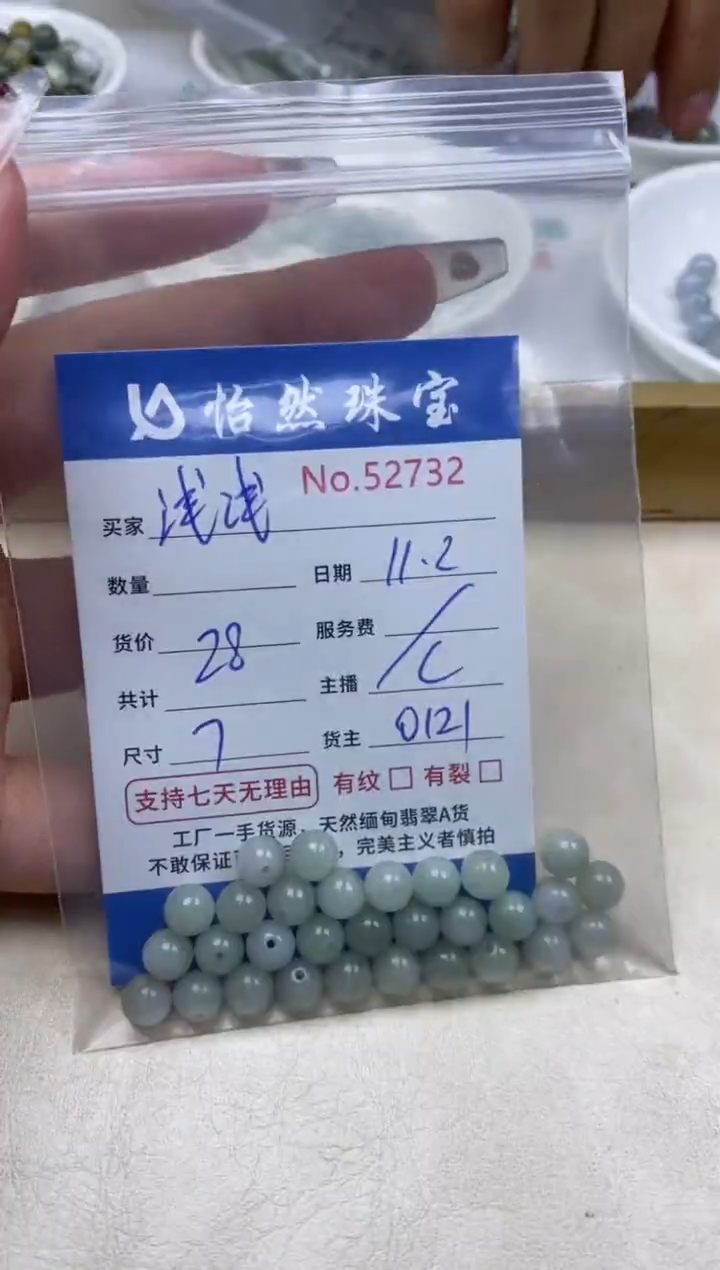 怡然珠宝
No.52732
买家 浅浅
数量 日期 11.2
货价 28 服务费 /
共计 主播 C
尺寸 7 货主 0121
支持七天无理由 有纹 □ 有裂 □
工厂一手货源，天然缅甸翡翠A货
不敢保证 ，完美主义者慎拍